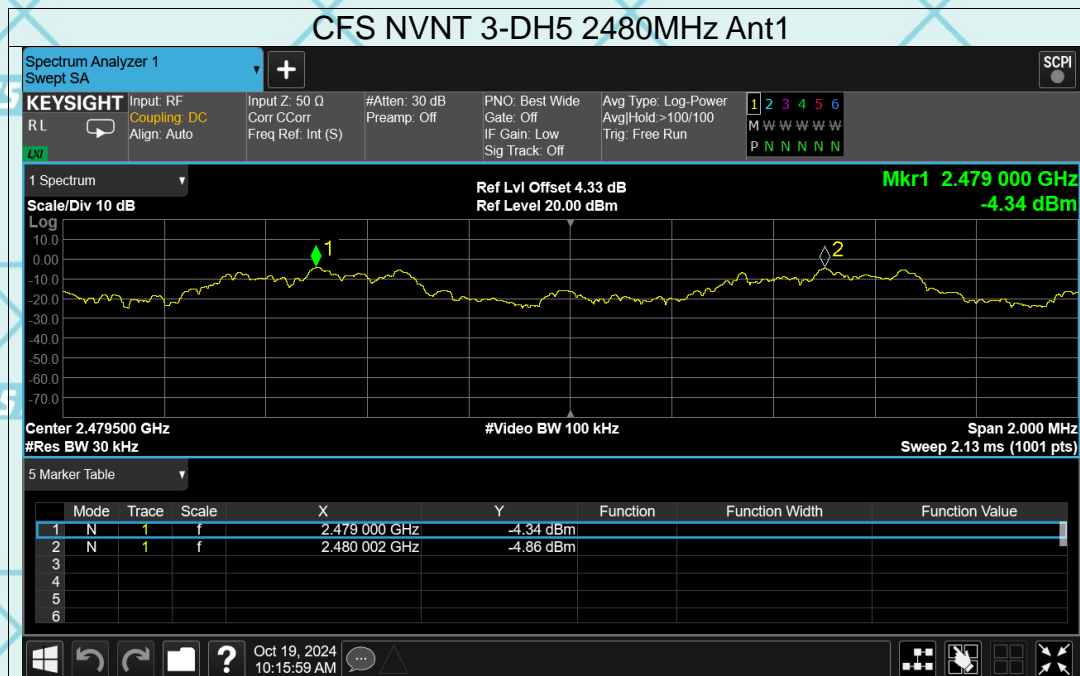 CFS NVNT 3-DH5 2480MHz Ant1
Spectrum Analyzer 1
Swept SA
+
SCPI
KEYSIGHT
RL
LXI
Input: RF
Coupling: DC
Align: Auto
Input Z: 50 Ω
Corr CCorr
Freq Ref: Int (S)
#Atten: 30 dB
Preamp: Off
PNO: Best Wide
Gate: Off
IF Gain: Low
Sig Track: Off
Avg Type: Log-Power
Avg|Hold:>100/100
Trig: Free Run
1 2 3 4 5 6
M W W W W W
P N N N N N
1 Spectrum
Scale/Div 10 dB
Ref Lvl Offset 4.33 dB
Ref Level 20.00 dBm
Mkr1 2.479 000 GHz
-4.34 dBm
Log
10.0
0.00
-10.0
-20.0
-30.0
-40.0
-50.0
-60.0
-70.0
1
2
Center 2.479500 GHz
#Video BW 100 kHz
Span 2.000 MHz
#Res BW 30 kHz
Sweep 2.13 ms (1001 pts)
5 Marker Table
Mode Trace Scale X Y Function Function Width Function Value
1 N 1 f 2.479 000 GHz -4.34 dBm
2 N 1 f 2.480 002 GHz -4.86 dBm
3
4
5
6
?
Oct 19, 2024
10:15:59 AM